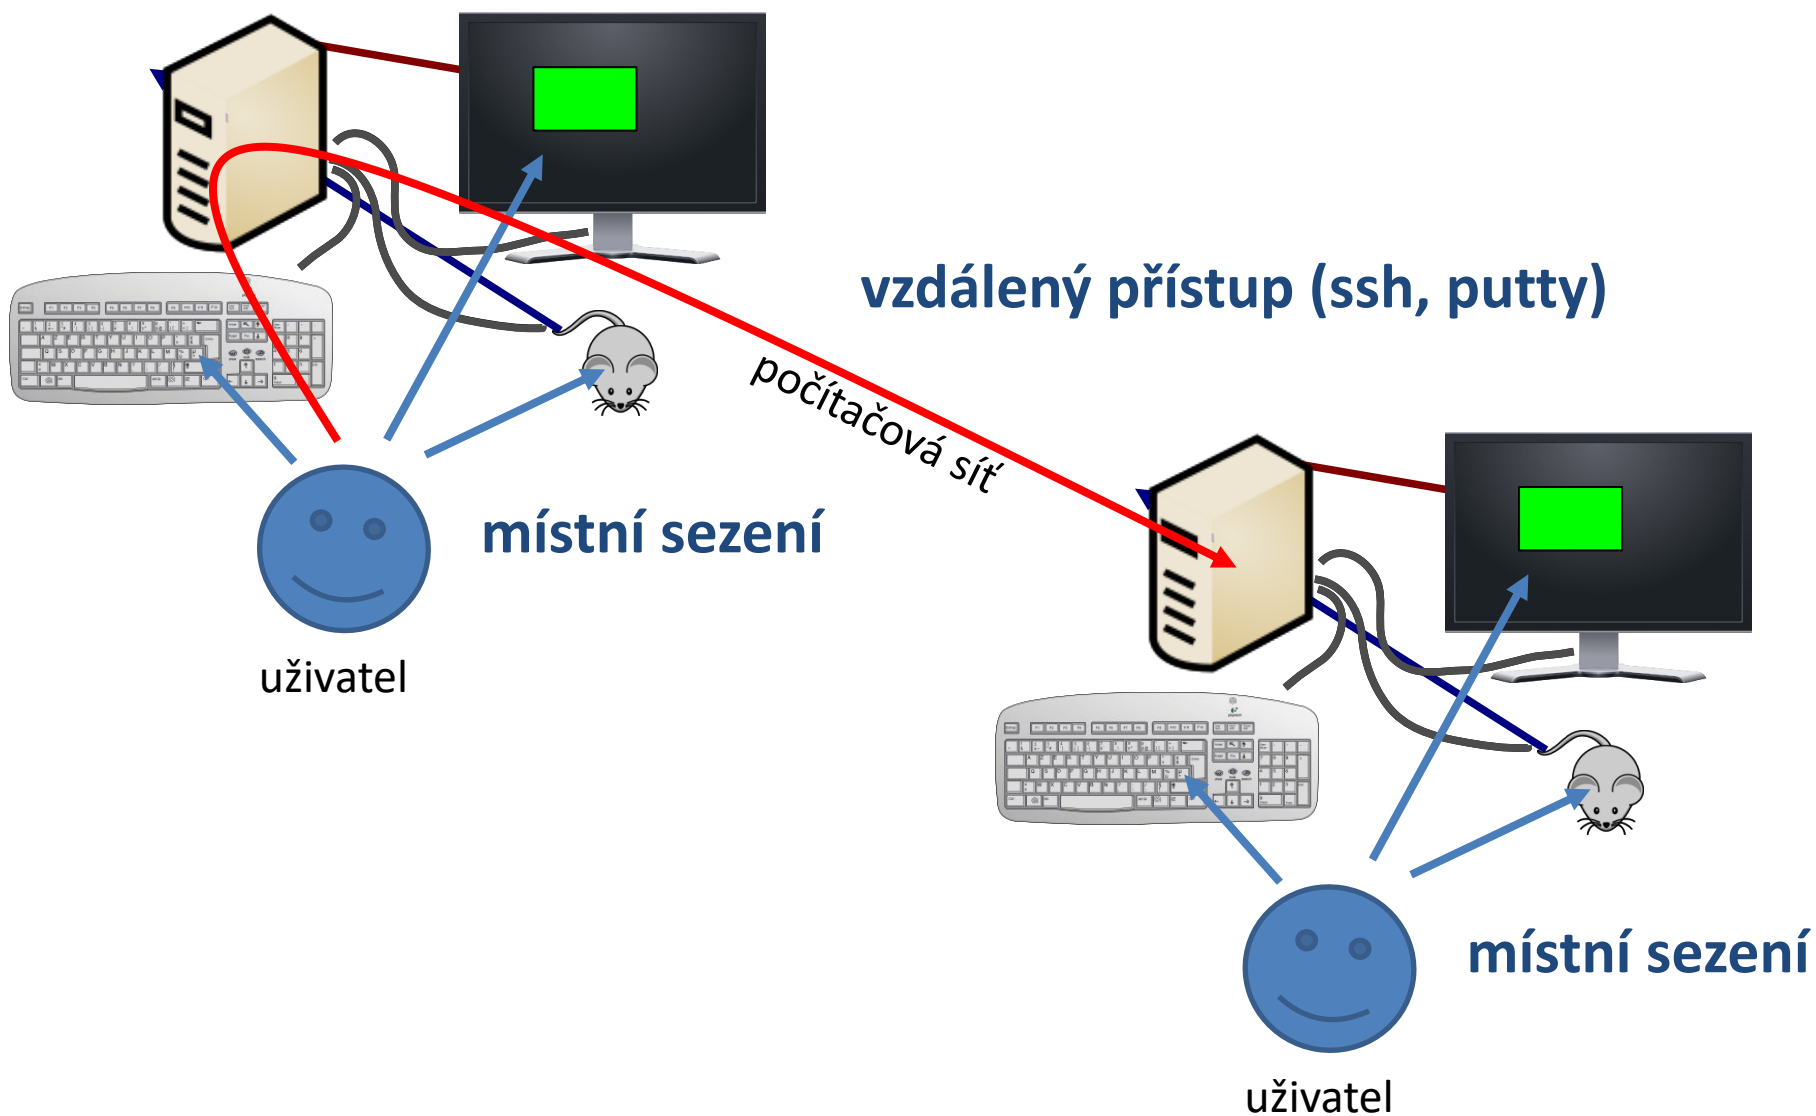 vzdálený přístup (ssh, putty)
počítačová síť
místní sezení
uživatel
místní sezení
uživatel